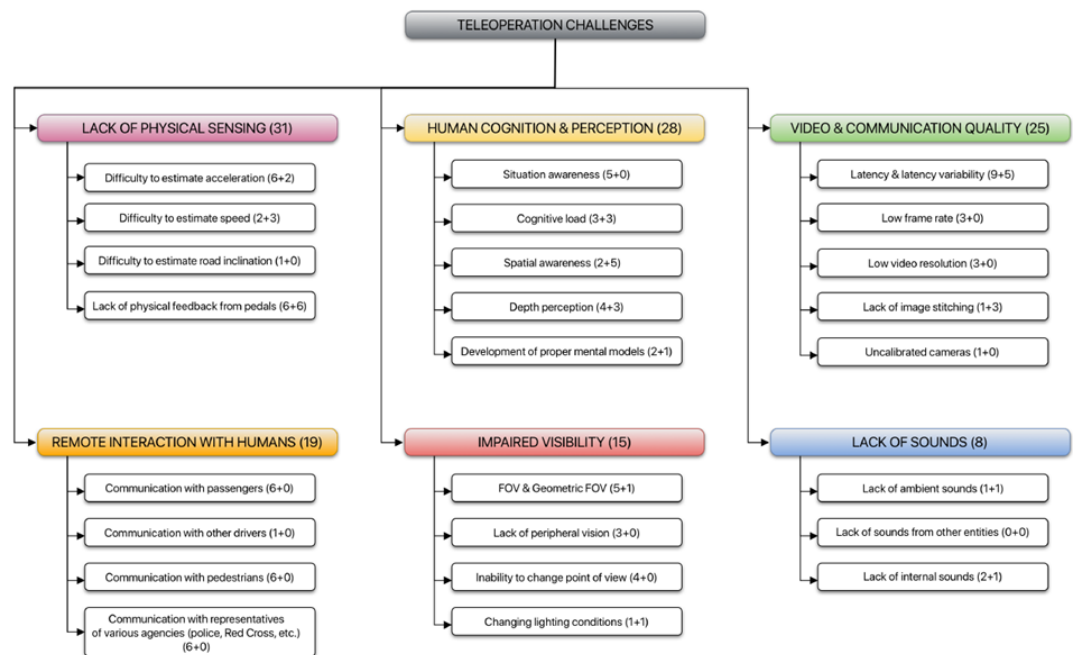 TELEOPERATION CHALLENGES
LACK OF PHYSICAL SENSING (31)
Difficulty to estimate acceleration (6+2)
Difficulty to estimate speed (2+3)
Difficulty to estimate road inclination (1+0)
Lack of physical feedback from pedals (6+6)
HUMAN COGNITION & PERCEPTION (28)
Situation awareness (5+0)
Cognitive load (3+3)
Spatial awareness (2+5)
Depth perception (4+3)
Development of proper mental models (2+1)
VIDEO & COMMUNICATION QUALITY (25)
Latency & latency variability (9+5)
Low frame rate (3+0)
Low video resolution (3+0)
Lack of image stitching (1+3)
Uncalibrated cameras (1+0)
REMOTE INTERACTION WITH HUMANS (19)
Communication with passengers (6+0)
Communication with other drivers (1+0)
Communication with pedestrians (6+0)
Communication with representatives
of various agencies (police, Red Cross, etc.)
(6+0)
IMPAIRED VISIBILITY (15)
FOV & Geometric FOV (5+1)
Lack of peripheral vision (3+0)
Inability to change point of view (4+0)
Changing lighting conditions (1+1)
LACK OF SOUNDS (8)
Lack of ambient sounds (1+1)
Lack of sounds from other entities (0+0)
Lack of internal sounds (2+1)